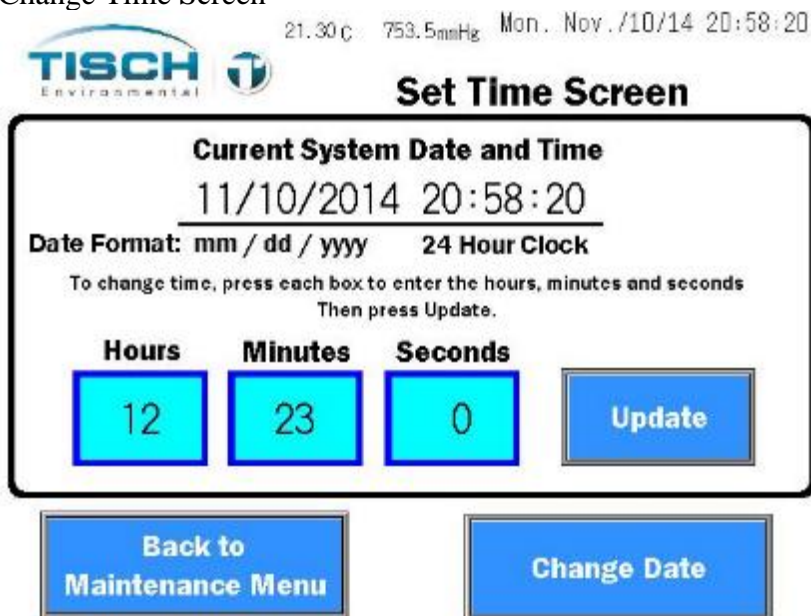 Change Time Screen
21.30 C 753.5mmHg Mon. Nov./10/14 20:58:20
TISCH
Environmental
Set Time Screen
Current System Date and Time
11/10/2014 20:58:20
Date Format: mm / dd / yyyy 24 Hour Clock
To change time, press each box to enter the hours, minutes and seconds
Then press Update.
Hours Minutes Seconds
12 23 0 Update
Back to
Maintenance Menu
Change Date